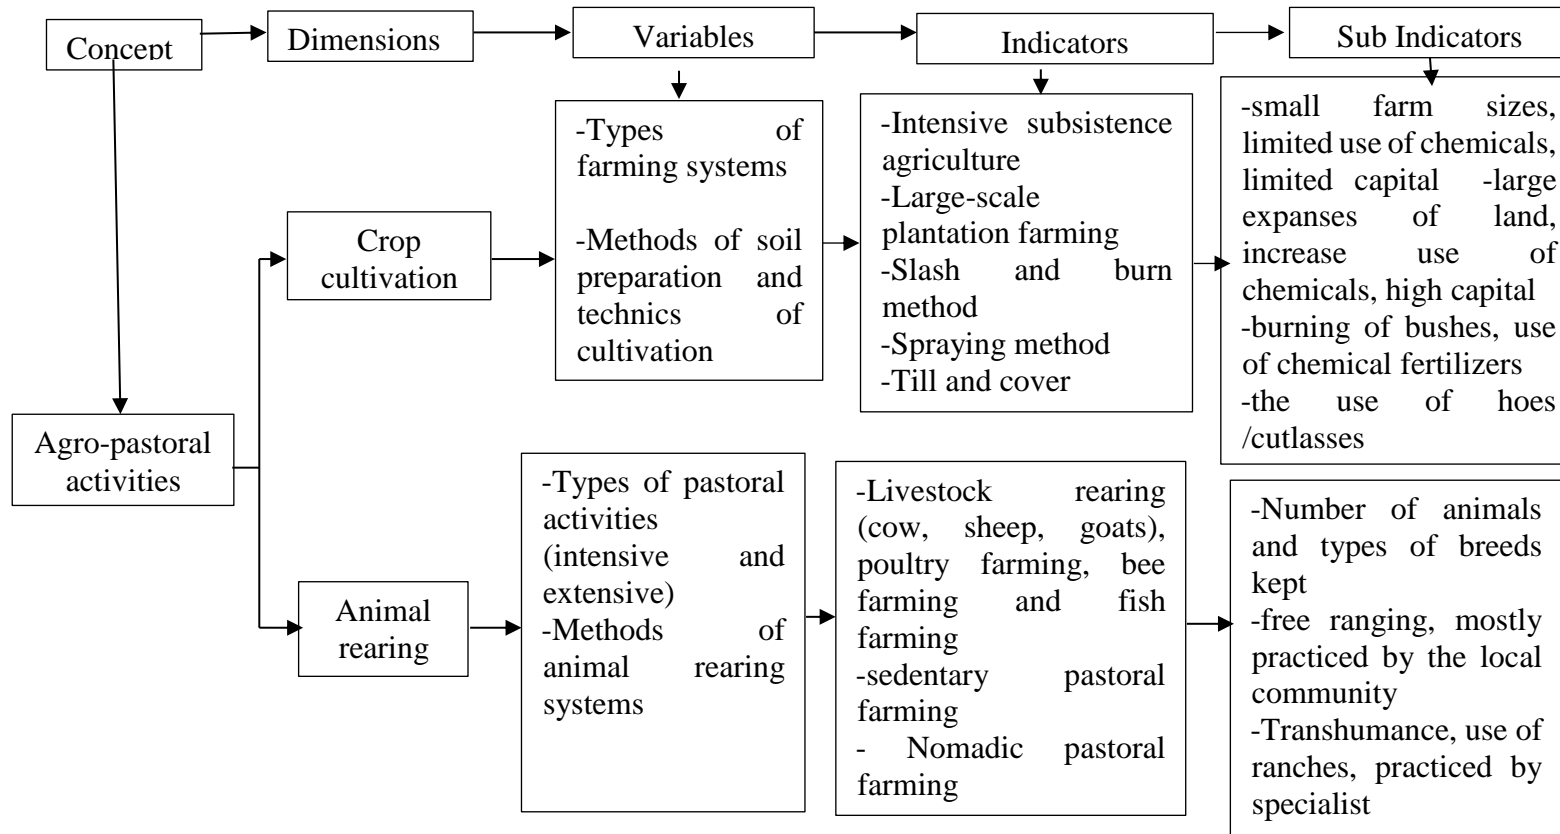 Concept
Dimensions
Variables
Indicators
Sub Indicators
-Types of
farming systems
-Methods of soil
preparation and
technics of
cultivation
-Intensive subsistence
agriculture
-Large-scale
plantation farming
-Slash and burn
method
-Spraying method
-Till and cover
-small farm sizes,
limited use of chemicals,
limited capital -large
expanses of land,
increase use of
chemicals, high capital
-burning of bushes, use
of chemical fertilizers
-the use of hoes
/cutlasses
Crop
cultivation
Agro-pastoral
activities
Animal
rearing
-Types of pastoral
activities
(intensive and
extensive)
-Methods of
animal rearing
systems
-Livestock rearing
(cow, sheep, goats),
poultry farming, bee
farming and fish
farming
-sedentary pastoral
farming
- Nomadic pastoral
farming
-Number of animals
and types of breeds
kept
-free ranging, mostly
practiced by the local
community
-Transhumance, use of
ranches, practiced by
specialist